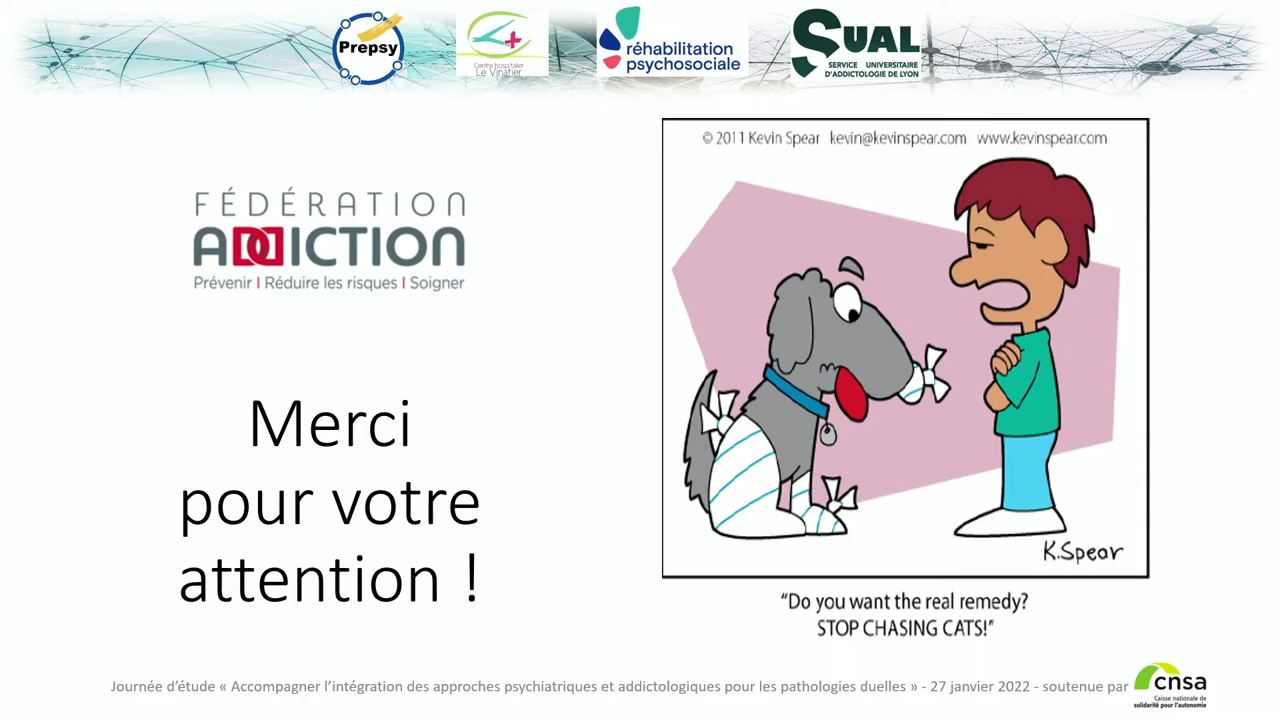 Prepsy
Centre hospitalier
Le Vinatier
réhabilitation
psychosociale
SUAL
SERVICE UNIVERSITAIRE
D'ADDICTOLOGIE DE LYON
FÉDÉRATION
ADDICTION
Prévenir I Réduire les risques I Soigner
Merci
pour votre
attention !
© 2011 Kevin Spear kevin@kevinspear.com www.kevinspear.com
K.Spear
“Do you want the real remedy?
STOP CHASING CATS!”
Journée d’étude « Accompagner l’intégration des approches psychiatriques et addictologiques pour les pathologies duelles » - 27 janvier 2022 - soutenue par
cnsa
Caisse nationale de
solidarité pour l'autonomie